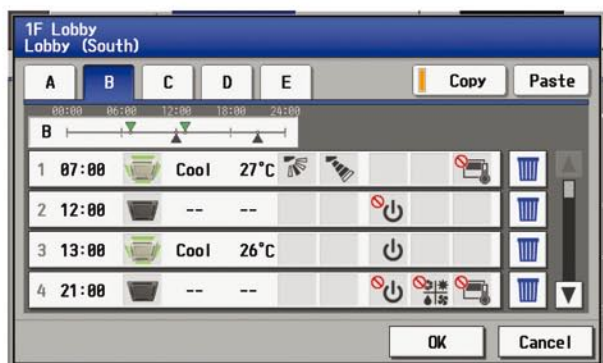 1F Lobby
Lobby (South)
A B C D E Copy Paste
00:00 06:00 12:00 18:00 24:00
B
1 07:00 Cool 27°C
2 12:00 -- --
3 13:00 Cool 26°C
4 21:00 -- --
OK Cancel